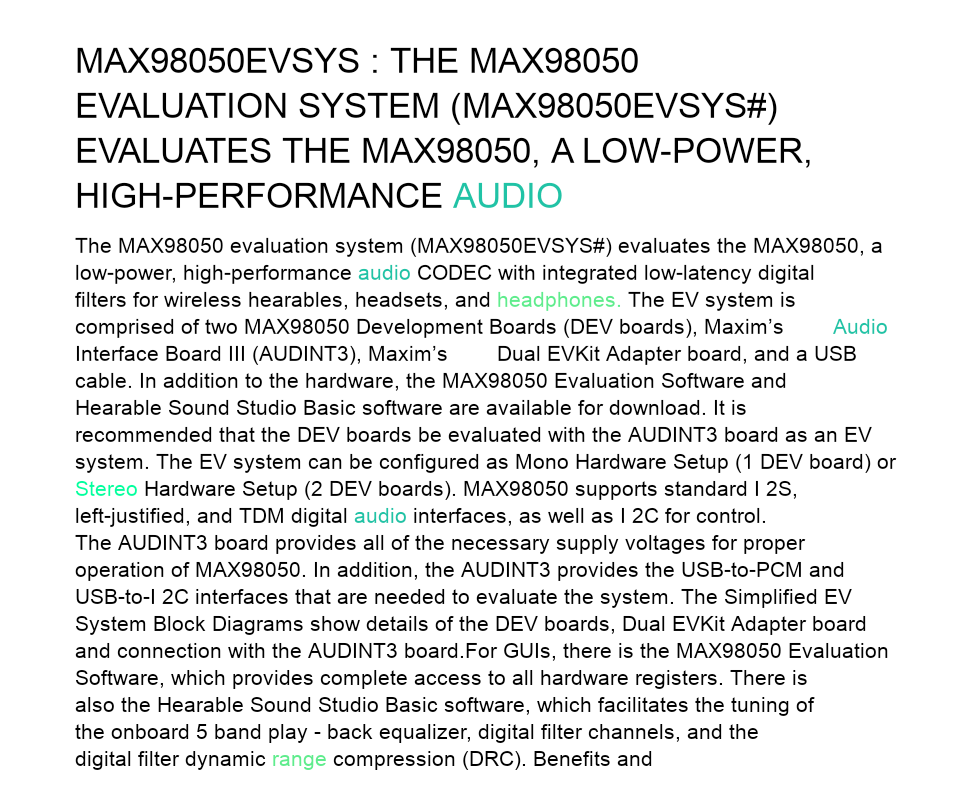 MAX98050EVSYS : THE MAX98050
EVALUATION SYSTEM (MAX98050EVSYS#)
EVALUATES THE MAX98050, A LOW-POWER,
HIGH-PERFORMANCE AUDIO
The MAX98050 evaluation system (MAX98050EVSYS#) evaluates the MAX98050, a
low-power, high-performance audio CODEC with integrated low-latency digital
filters for wireless hearables, headsets, and headphones. The EV system is
comprised of two MAX98050 Development Boards (DEV boards), Maxim’s Audio
Interface Board III (AUDINT3), Maxim’s Dual EVKit Adapter board, and a USB
cable. In addition to the hardware, the MAX98050 Evaluation Software and
Hearable Sound Studio Basic software are available for download. It is
recommended that the DEV boards be evaluated with the AUDINT3 board as an EV
system. The EV system can be configured as Mono Hardware Setup (1 DEV board) or
Stereo Hardware Setup (2 DEV boards). MAX98050 supports standard I 2S,
left-justified, and TDM digital audio interfaces, as well as I 2C for control.
The AUDINT3 board provides all of the necessary supply voltages for proper
operation of MAX98050. In addition, the AUDINT3 provides the USB-to-PCM and
USB-to-I 2C interfaces that are needed to evaluate the system. The Simplified EV
System Block Diagrams show details of the DEV boards, Dual EVKit Adapter board
and connection with the AUDINT3 board.For GUIs, there is the MAX98050 Evaluation
Software, which provides complete access to all hardware registers. There is
also the Hearable Sound Studio Basic software, which facilitates the tuning of
the onboard 5 band play - back equalizer, digital filter channels, and the
digital filter dynamic range compression (DRC). Benefits and